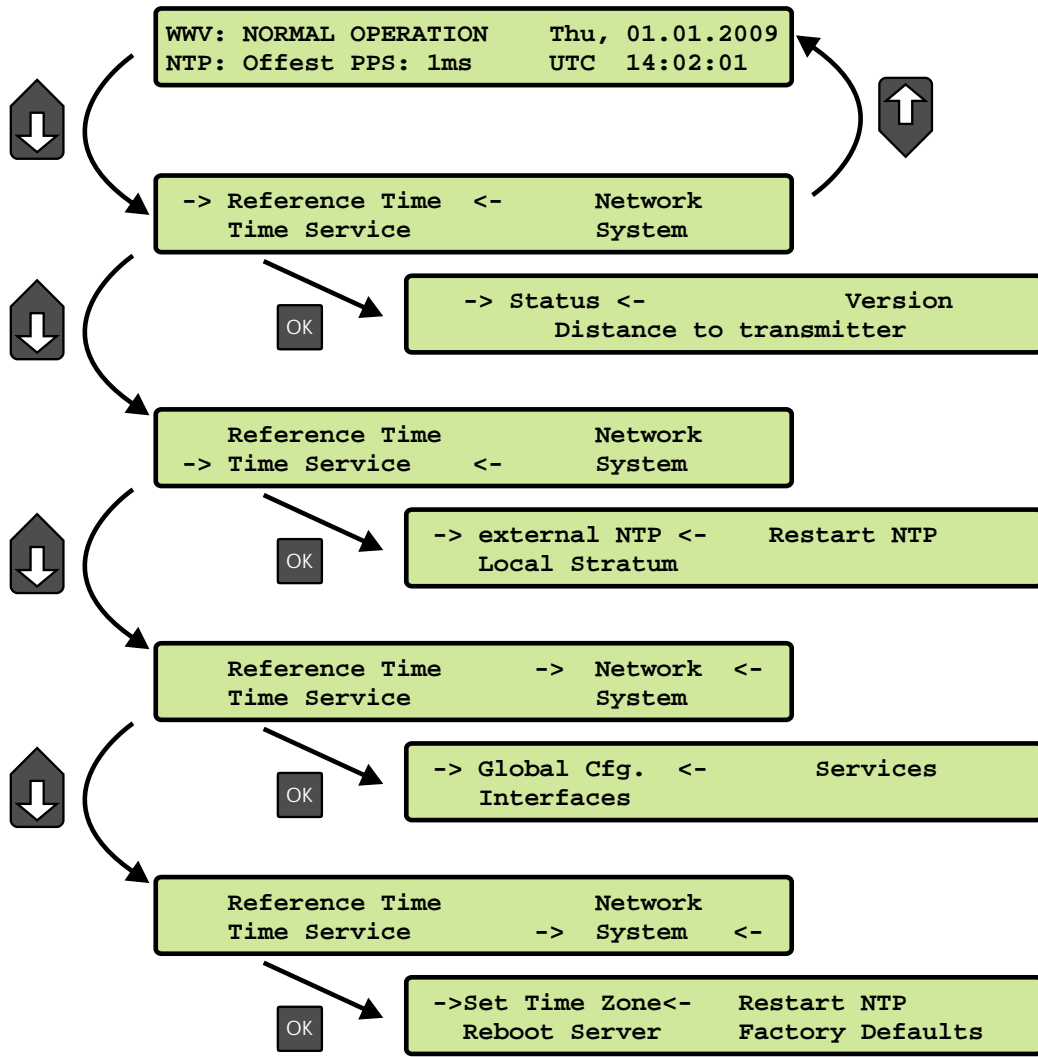 WWV: NORMAL OPERATION Thu, 01.01.2009
NTP: Offest PPS: 1ms UTC 14:02:01
-> Reference Time <- Network
Time Service System
OK
-> Status <- Version
Distance to transmitter
Reference Time Network
-> Time Service <- System
OK
-> external NTP <- Restart NTP
Local Stratum
Reference Time -> Network <-
Time Service System
OK
-> Global Cfg. <- Services
Interfaces
Reference Time Network
Time Service -> System <-
OK
->Set Time Zone<- Restart NTP
Reboot Server Factory Defaults